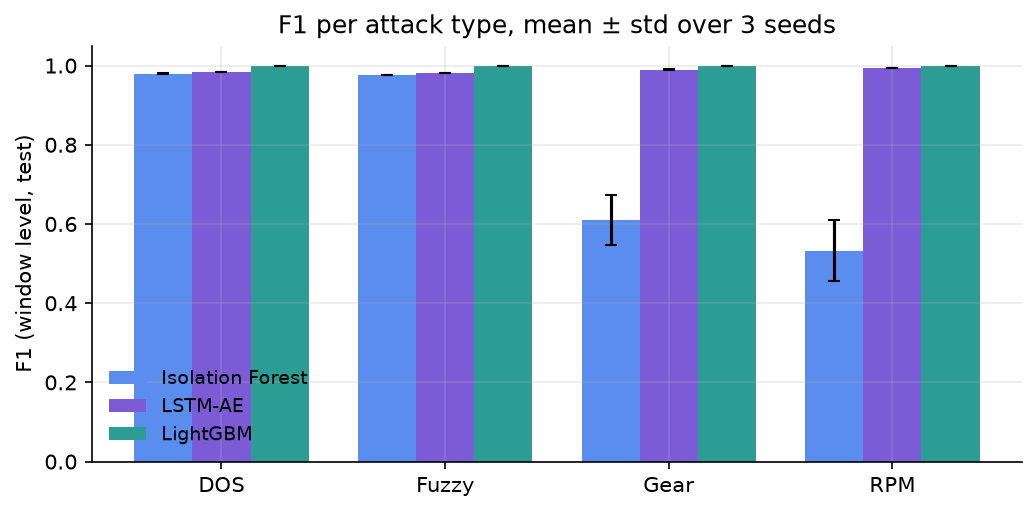 F1 per attack type, mean ± std over 3 seeds
F1 (window level, test)
1.0
0.8
0.6
0.4
0.2
0.0
Isolation Forest
LSTM-AE
LightGBM
DOS
Fuzzy
Gear
RPM